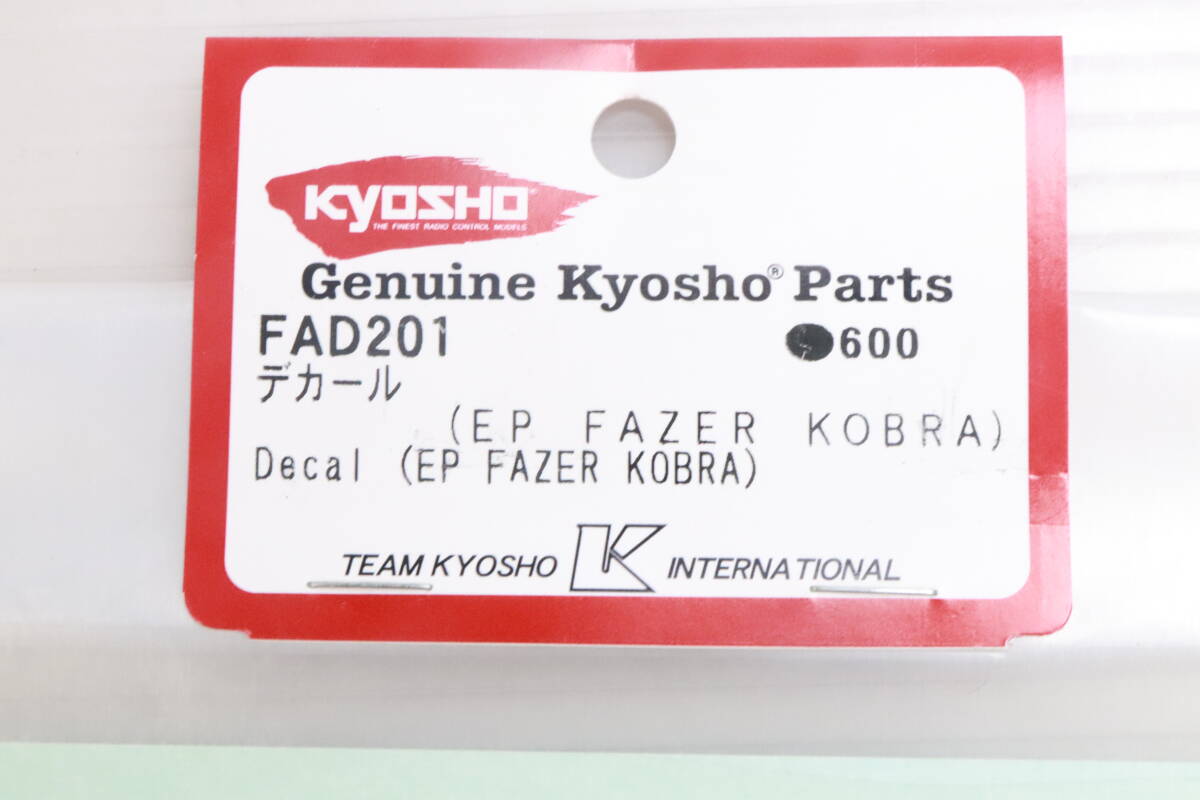 KYOSHO
THE FINEST RADIO CONTROL MODELS
Genuine Kyosho® Parts
FAD201 ●600
デカール
(EP FAZER KOBRA)
Decal (EP FAZER KOBRA)
TEAM KYOSHO K INTERNATIONAL